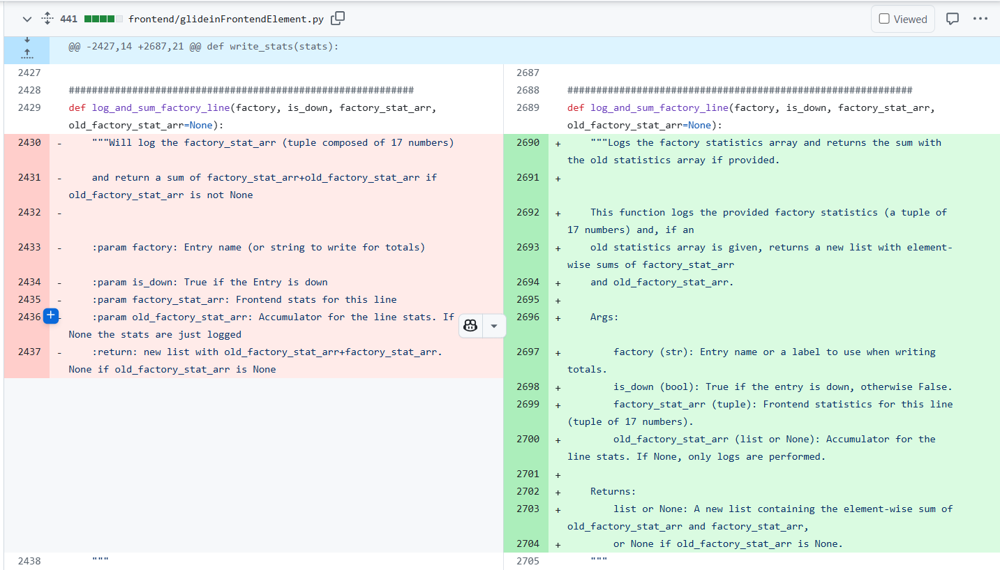 441 frontend/glideinFrontendElement.py Viewed
@@ -2427,14 +2687,21 @@ def write_stats(stats):
2427
2428 ############################################################
2429 def log_and_sum_factory_line(factory, is_down, factory_stat_arr,
old_factory_stat_arr=None):
2430 - """Will log the factory_stat_arr (tuple composed of 17 numbers)
2431 - and return a sum of factory_stat_arr+old_factory_stat_arr if
old_factory_stat_arr is not None
2432 -
2433 - :param factory: Entry name (or string to write for totals)
2434 - :param is_down: True if the Entry is down
2435 - :param factory_stat_arr: Frontend stats for this line
2436 - :param old_factory_stat_arr: Accumulator for the line stats. If
None the stats are just logged
2437 - :return: new list with old_factory_stat_arr+factory_stat_arr.
None if old_factory_stat_arr is None
2438 """
2687
2688 ############################################################
2689 def log_and_sum_factory_line(factory, is_down, factory_stat_arr,
old_factory_stat_arr=None):
2690 + """Logs the factory statistics array and returns the sum with
the old statistics array if provided.
2691 +
2692 + This function logs the provided factory statistics (a tuple of
17 numbers) and, if an
2693 + old statistics array is given, returns a new list with element-
wise sums of factory_stat_arr
2694 + and old_factory_stat_arr.
2695 +
2696 + Args:
2697 + factory (str): Entry name or a label to use when writing
totals.
2698 + is_down (bool): True if the entry is down, otherwise False.
2699 + factory_stat_arr (tuple): Frontend statistics for this line
(tuple of 17 numbers).
2700 + old_factory_stat_arr (list or None): Accumulator for the
line stats. If None, only logs are performed.
2701 +
2702 + Returns:
2703 + list or None: A new list containing the element-wise sum of
old_factory_stat_arr and factory_stat_arr,
2704 + or None if old_factory_stat_arr is None.
2705 """